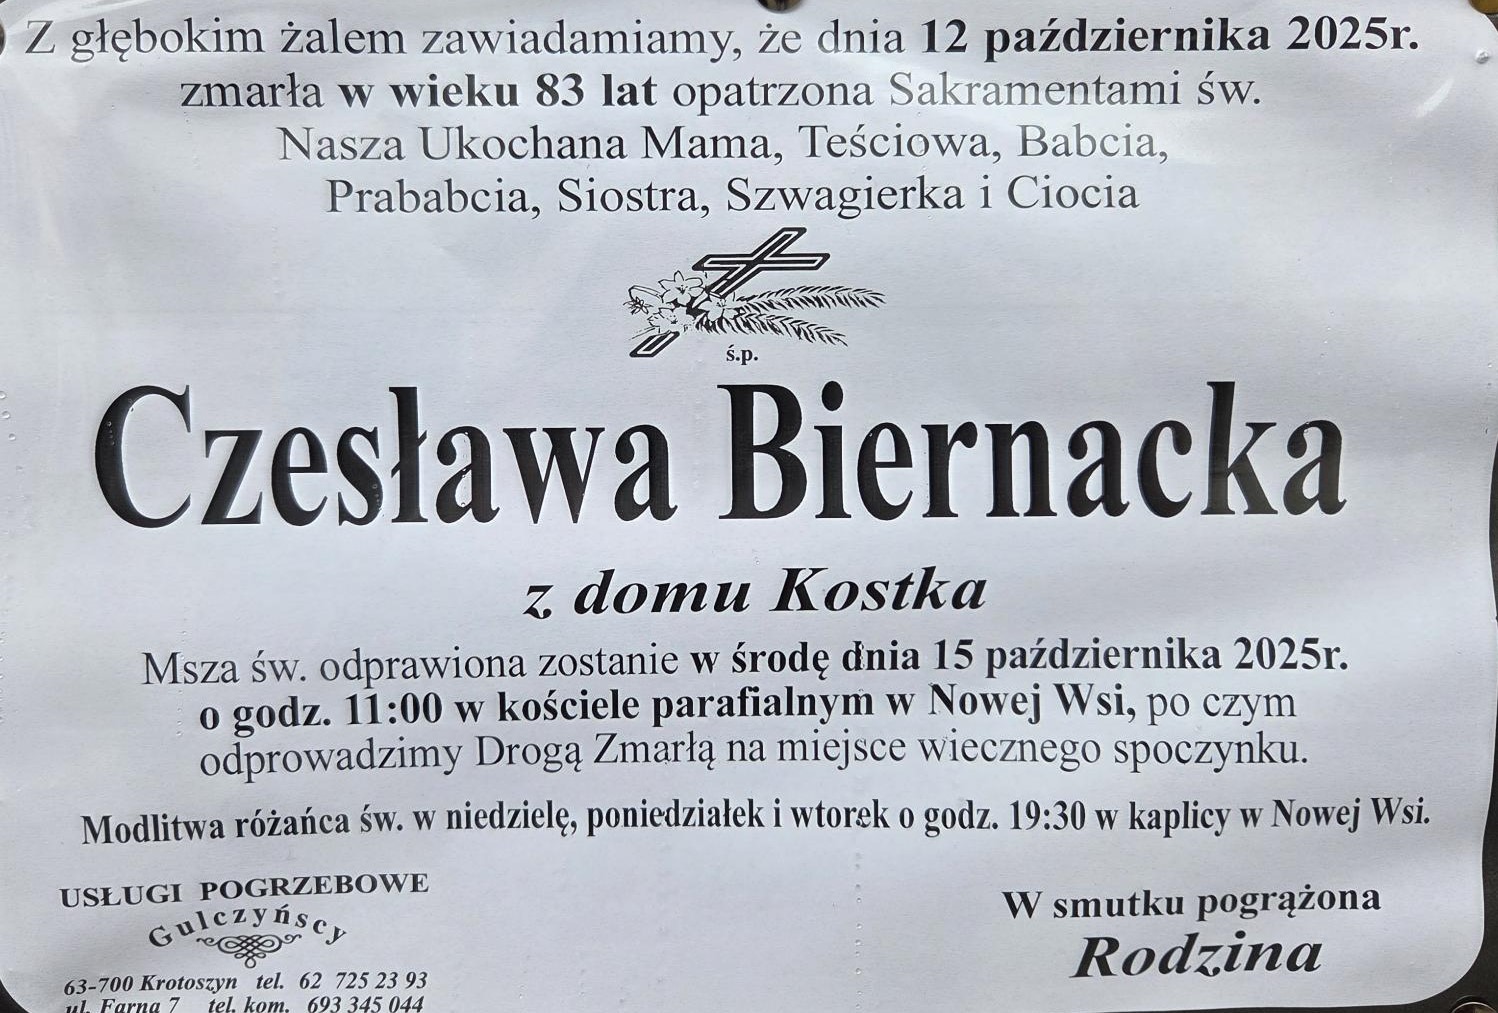 Z głębokim żalem zawiadamiamy, że dnia 12 października 2025r.
zmarła w wieku 83 lat opatrzona Sakramentami św.
Nasza Ukochana Mama, Teściowa, Babcia,
Prababcia, Siostra, Szwagierka i Ciocia
ś.p.
Czesława Biernacka
z domu Kostka
Msza św. odprawiona zostanie w środę dnia 15 października 2025r.
o godz. 11:00 w kościele parafialnym w Nowej Wsi, po czym
odprowadzimy Drogą Zmarłą na miejsce wiecznego spoczynku.
Modlitwa różańca św. w niedzielę, poniedziałek i wtorek o godz. 19:30 w kaplicy w Nowej Wsi.
USŁUGI POGRZEBOWE
Gulczyńscy
63-700 Krotoszyn tel. 62 725 23 93
ul. Farna 7 tel. kom. 693 345 044
W smutku pogrążona
Rodzina